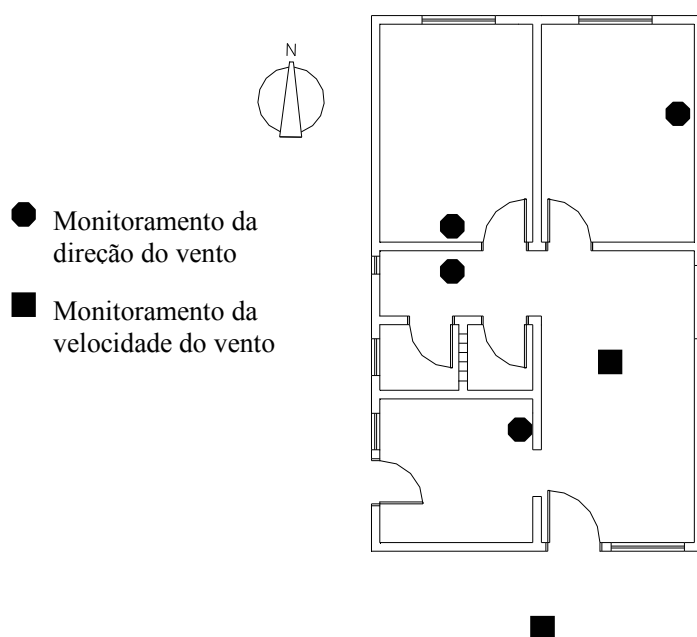 N
Monitoramento da
direção do vento
Monitoramento da
velocidade do vento